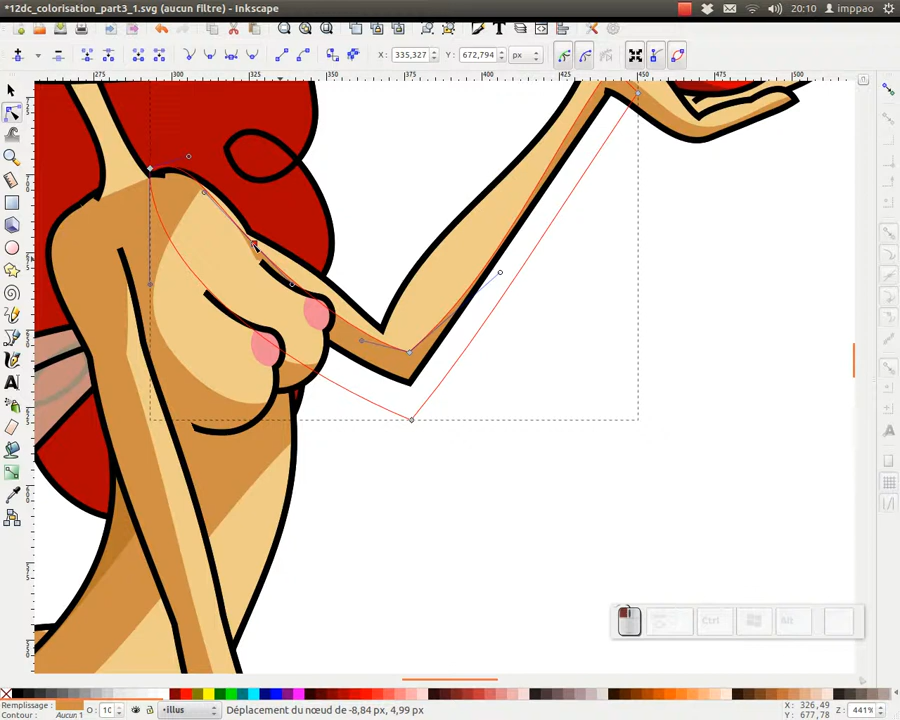 *12dc_colorisation_part3_1.svg (aucun filtre) - Inkscape
20:10 imppao
X: 335,327 Y: 672,794 px
275 300 325 350 375 400 425 450 475 500
Ctrl Alt
Remplissage :
Contour : Aucun 1
O : 10
•illus
Déplacement du nœud de -8,84 px, 4,99 px
X: 326,49
Y: 677,78
Z: 441%